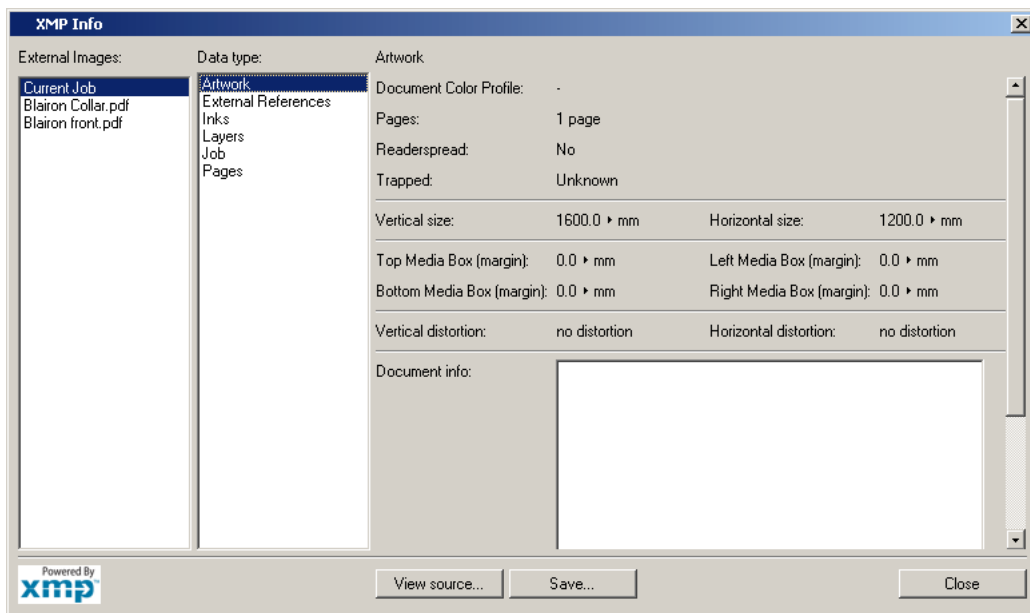 XMP Info
External Images:
Current Job
Blairon Collar.pdf
Blairon front.pdf
Data type:
Artwork
External References
Inks
Layers
Job
Pages
Artwork
Document Color Profile: -
Pages: 1 page
Readerspread: No
Trapped: Unknown
Vertical size: 1600.0 mm Horizontal size: 1200.0 mm
Top Media Box (margin): 0.0 mm Left Media Box (margin): 0.0 mm
Bottom Media Box (margin): 0.0 mm Right Media Box (margin): 0.0 mm
Vertical distortion: no distortion Horizontal distortion: no distortion
Document info:
Powered By
xmp™
View source... Save... Close